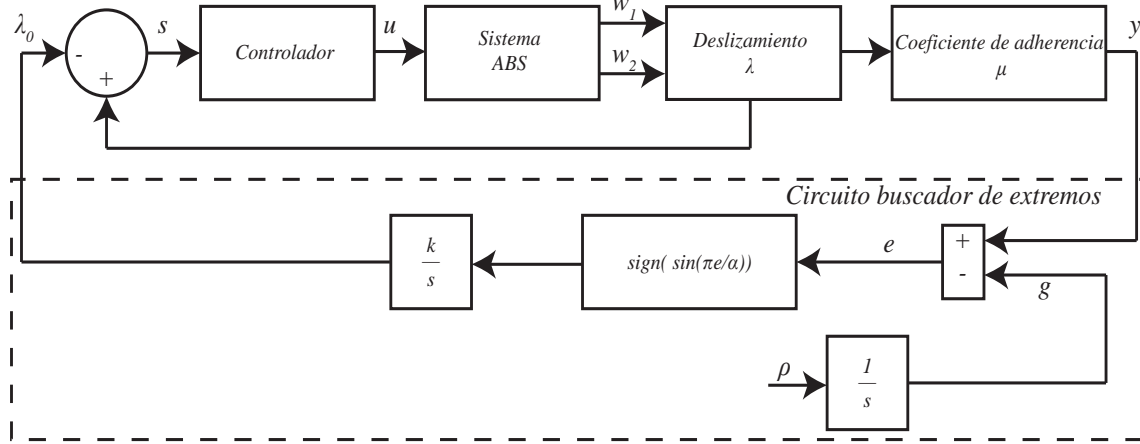 λ0
-
+
s
Controlador
u
Sistema
ABS
w1
w2
Deslizamiento
λ
Coeficiente de adherencia
μ
y
Circuito buscador de extremos
k
s
sign( sin(πe/α))
e
+
-
g
ρ
1
s